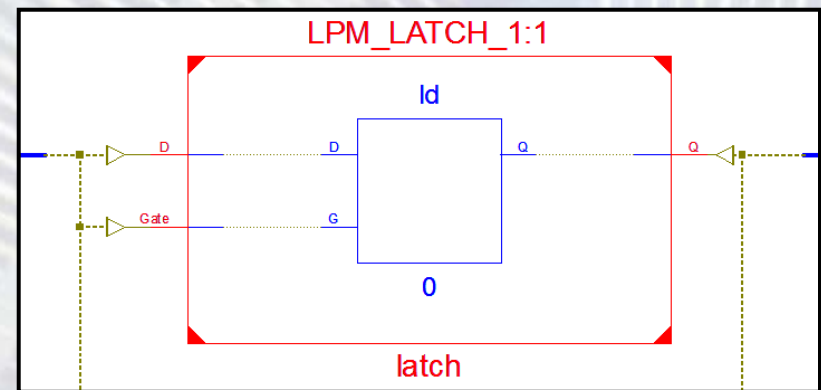 LPM_LATCH_1:1
ld
D D Q Q
Gate G
0
latch